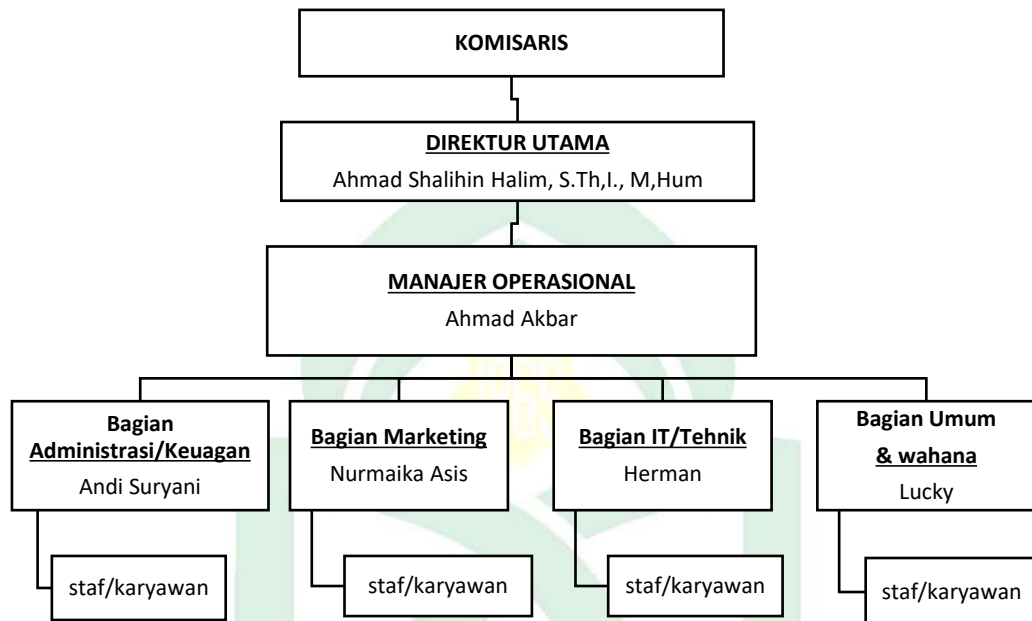 KOMISARIS
DIREKTUR UTAMA
Ahmad Shalihin Halim, S.Th,I., M,Hum
MANAJER OPERASIONAL
Ahmad Akbar
Bagian
Administrasi/Keuagan
Andi Suryani
Bagian Marketing
Nurmaika Asis
Bagian IT/Tehnik
Herman
Bagian Umum
& wahana
Lucky
staf/karyawan
staf/karyawan
staf/karyawan
staf/karyawan